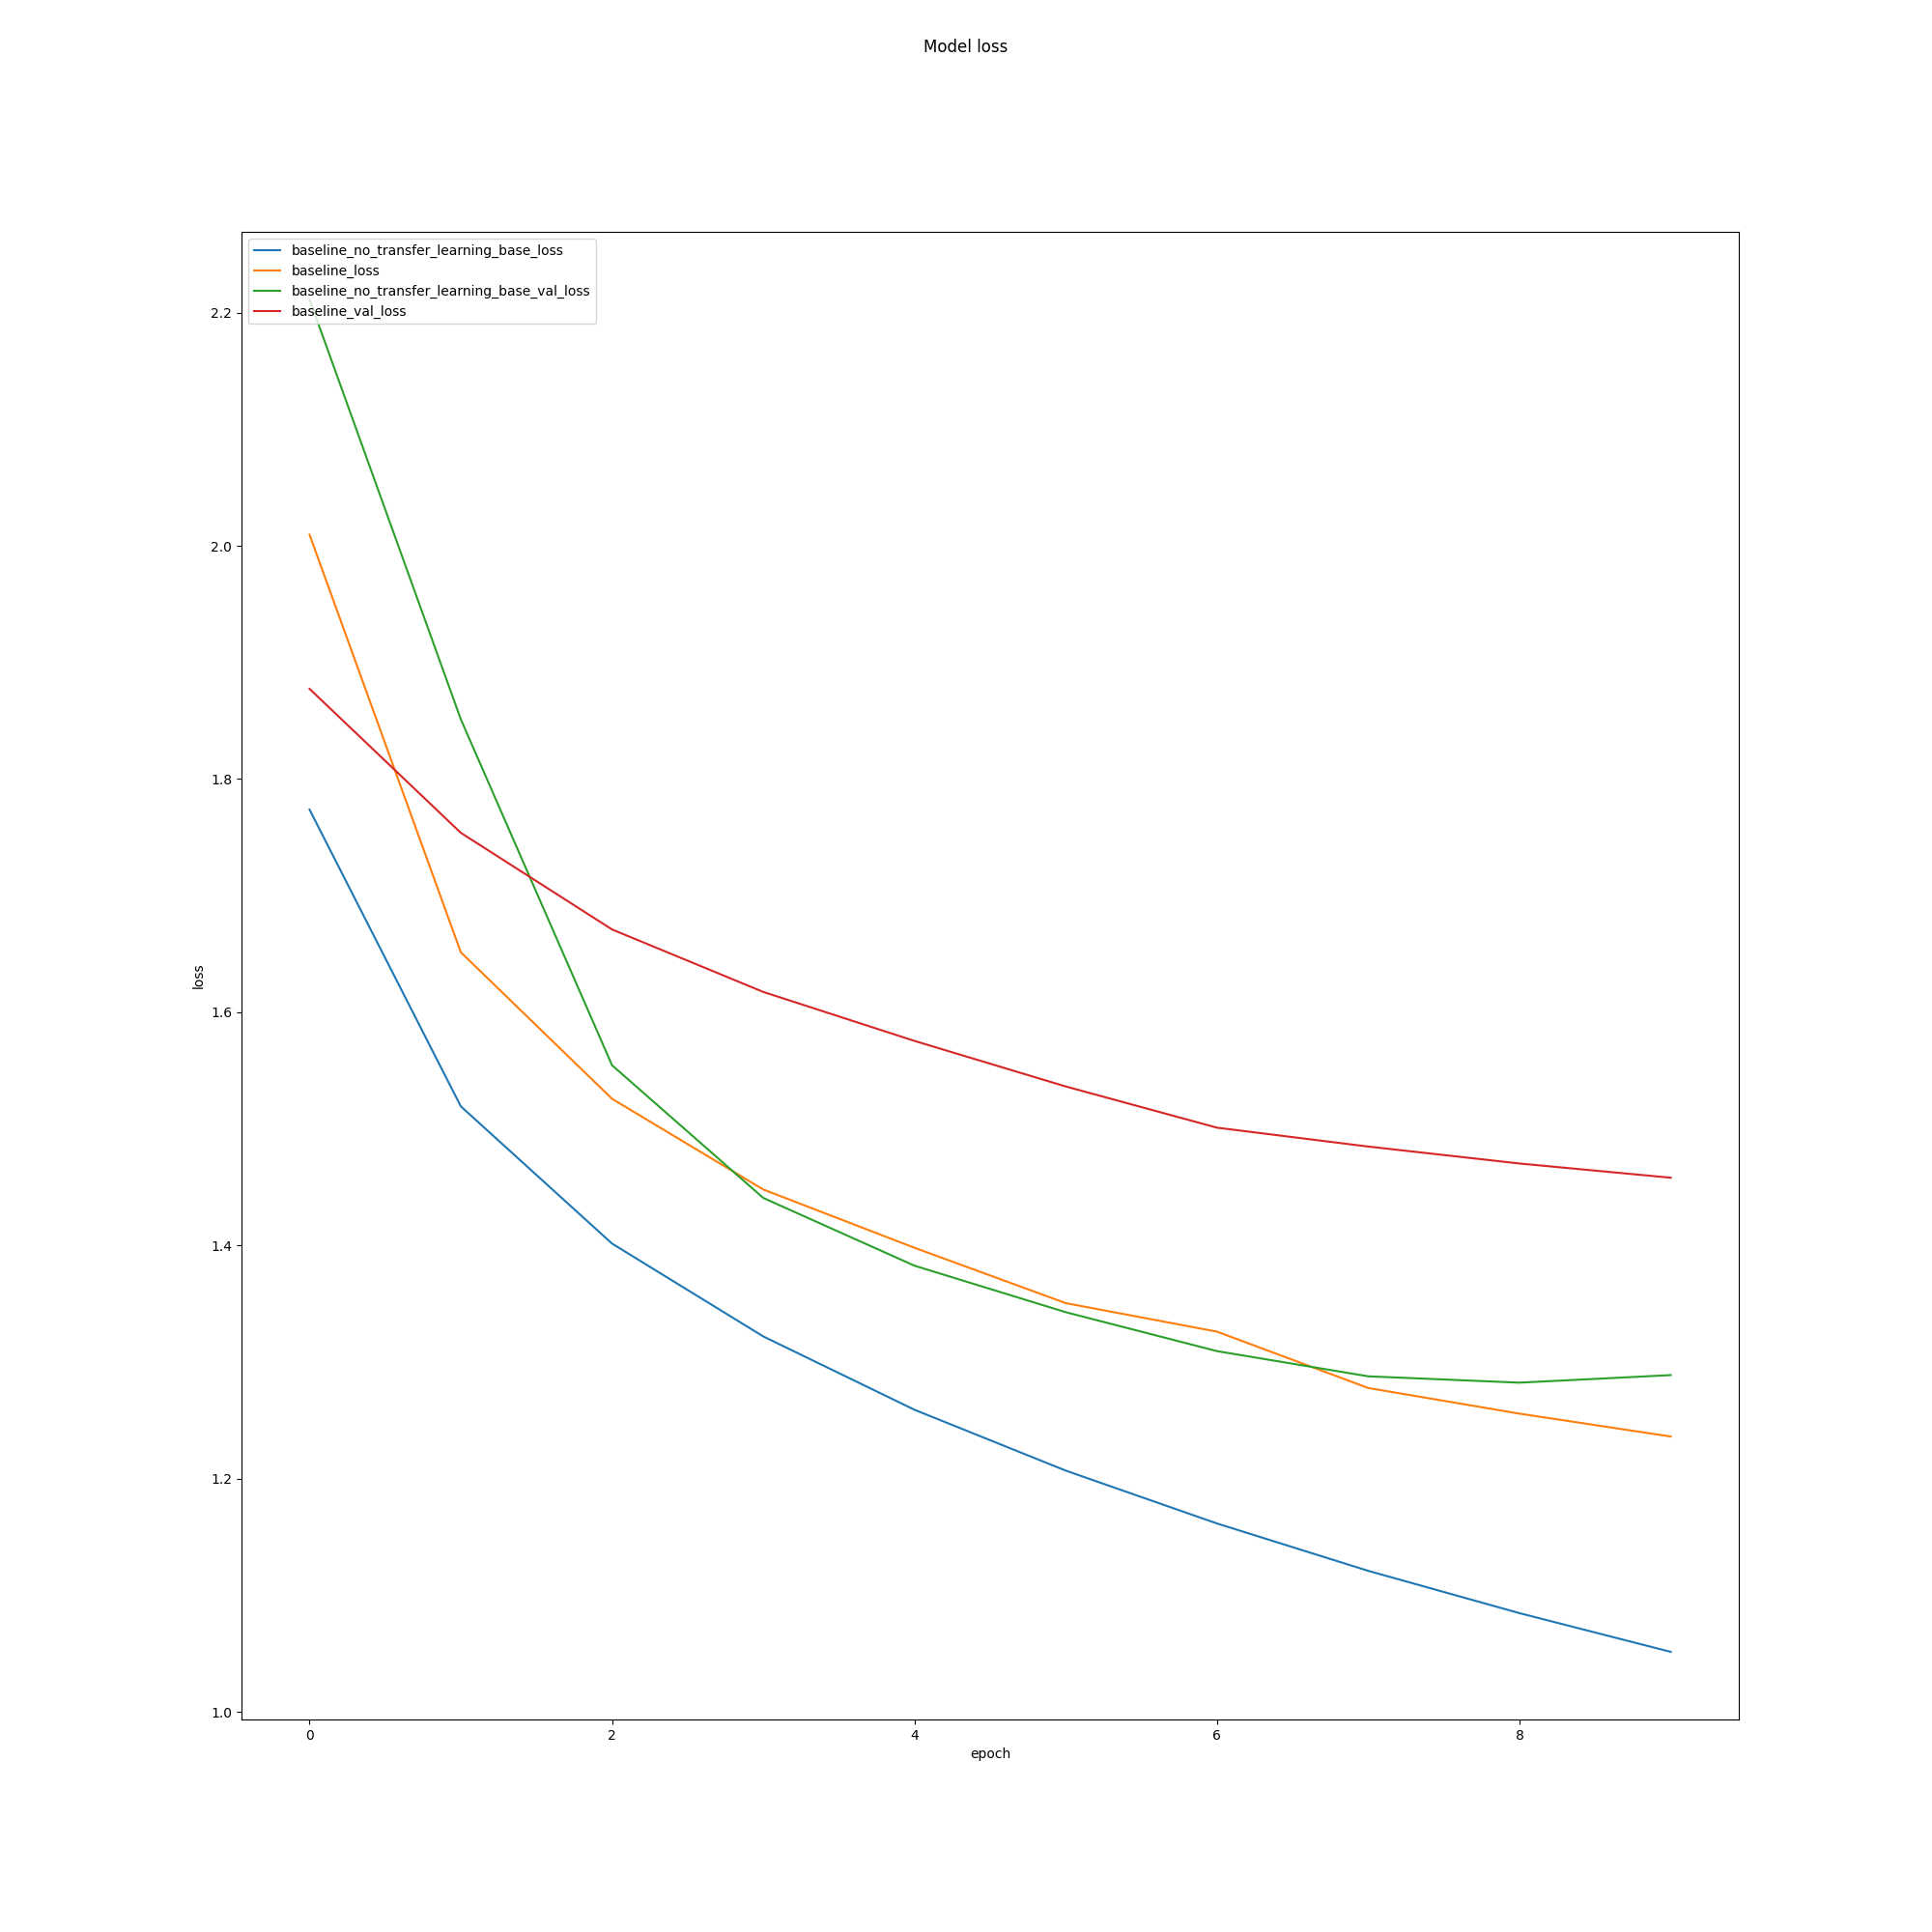 Model loss
baseline_no_transfer_learning_base_loss
baseline_loss
baseline_no_transfer_learning_base_val_loss
baseline_val_loss
2.2
2.0
1.8
1.6
1.4
1.2
1.0
loss
0 2 4 6 8
epoch